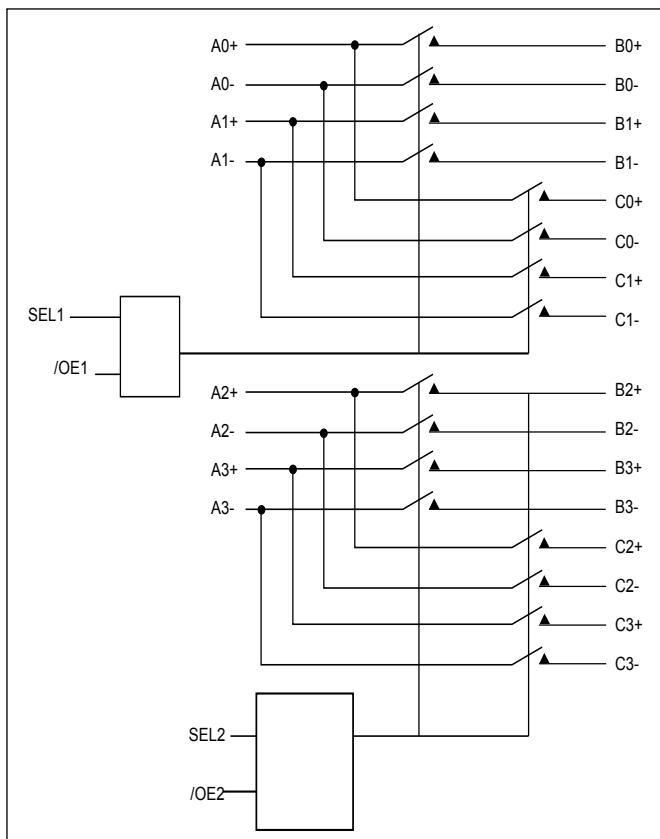 A0+ B0+
A0- B0-
A1+ B1+
A1- B1-
C0+
C0-
C1+
SEL1 C1-
/OE1
A2+ B2+
A2- B2-
A3+ B3+
A3- B3-
C2+
C2-
C3+
C3-
SEL2
/OE2